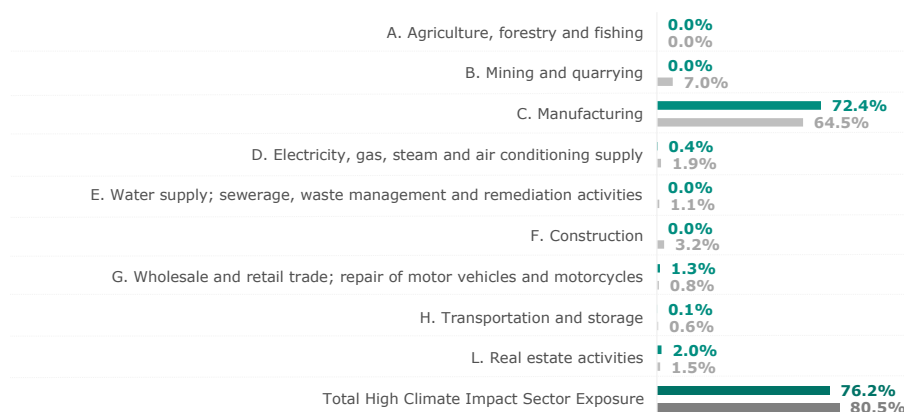 A. Agriculture, forestry and fishing
0.0%
0.0%
B. Mining and quarrying
0.0%
7.0%
C. Manufacturing
72.4%
64.5%
D. Electricity, gas, steam and air conditioning supply
0.4%
1.9%
E. Water supply; sewerage, waste management and remediation activities
0.0%
1.1%
F. Construction
0.0%
3.2%
G. Wholesale and retail trade; repair of motor vehicles and motorcycles
1.3%
0.8%
H. Transportation and storage
0.1%
0.6%
L. Real estate activities
2.0%
1.5%
Total High Climate Impact Sector Exposure
76.2%
80.5%